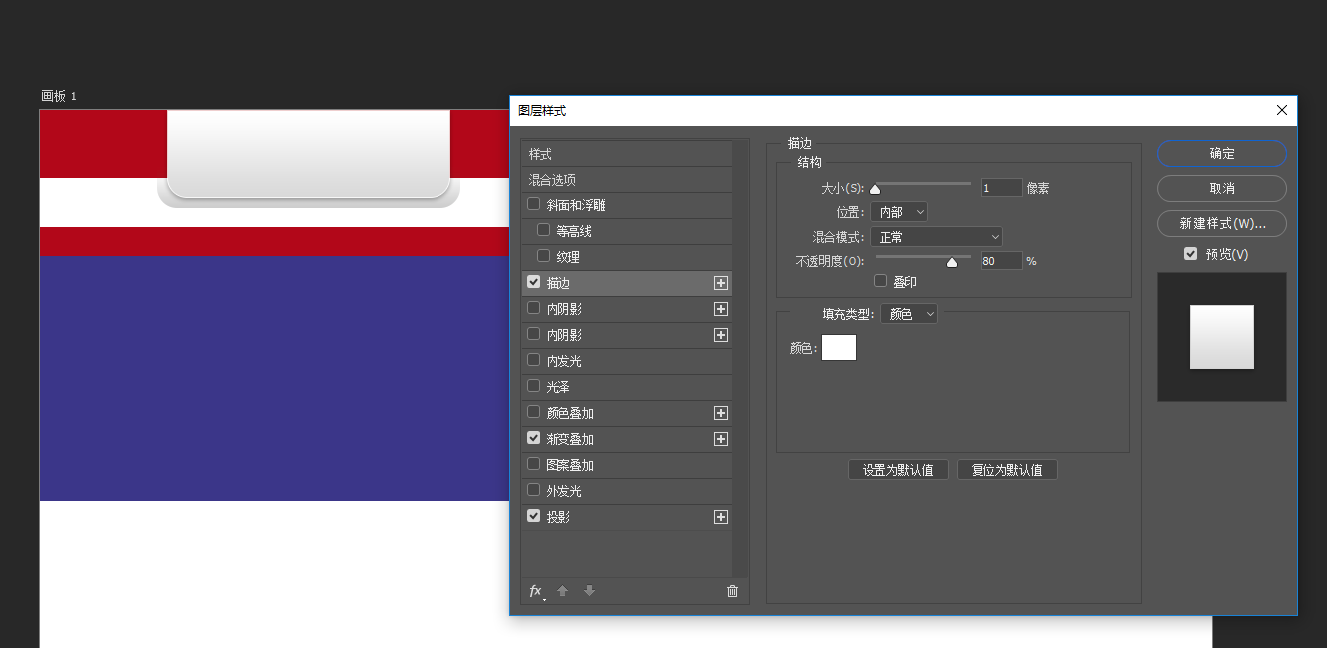 画板 1
图层样式
样式
混合选项
斜面和浮雕
等高线
纹理
描边
内阴影
内阴影
内发光
光泽
颜色叠加
渐变叠加
图案叠加
外发光
投影
fx
描边
结构
大小(S): 1 像素
位置: 内部
混合模式: 正常
不透明度(O): 80 %
叠印
填充类型: 颜色
颜色:
设置为默认值 复位为默认值
确定
取消
新建样式(W)...
预览(V)